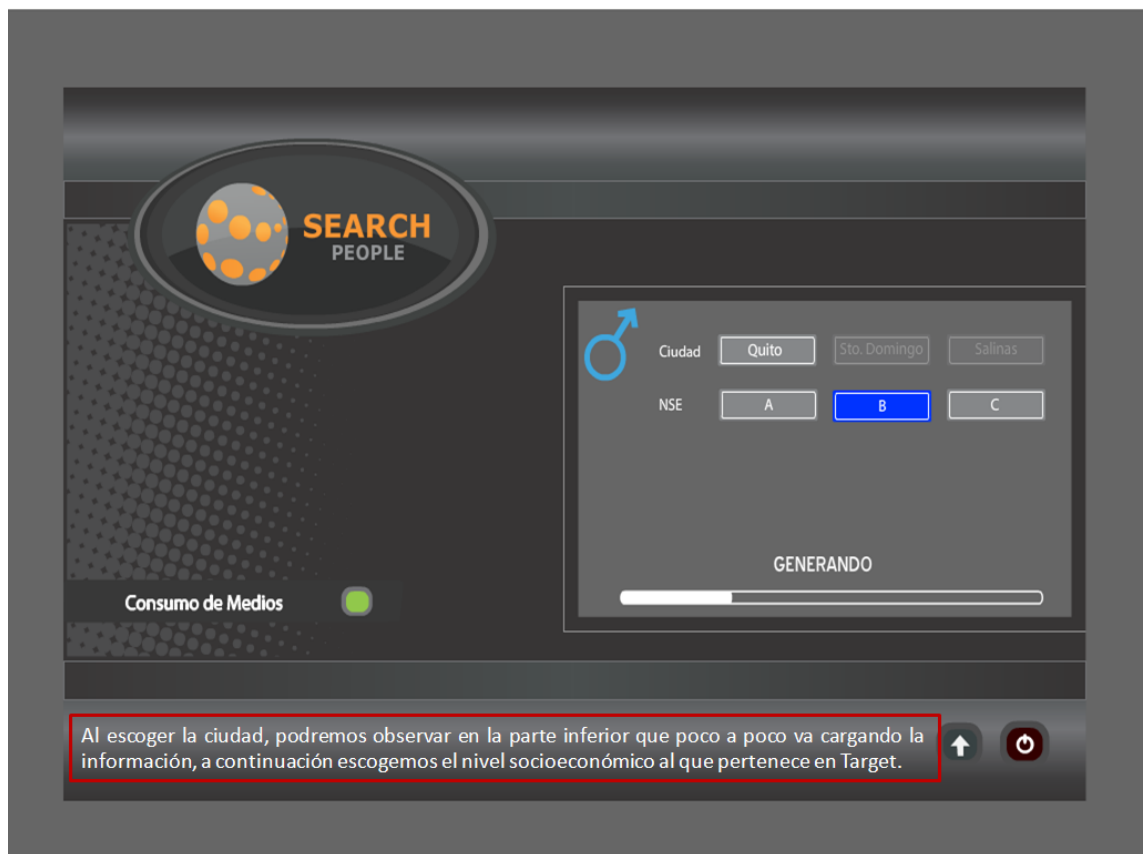 SEARCH
PEOPLE
Ciudad Quito Sto. Domingo Salinas
NSE A B C
GENERANDO
Consumo de Medios
Al escoger la ciudad, podremos observar en la parte inferior que poco a poco va cargando la
información, a continuación escogemos el nivel socioeconómico al que pertenece en Target.